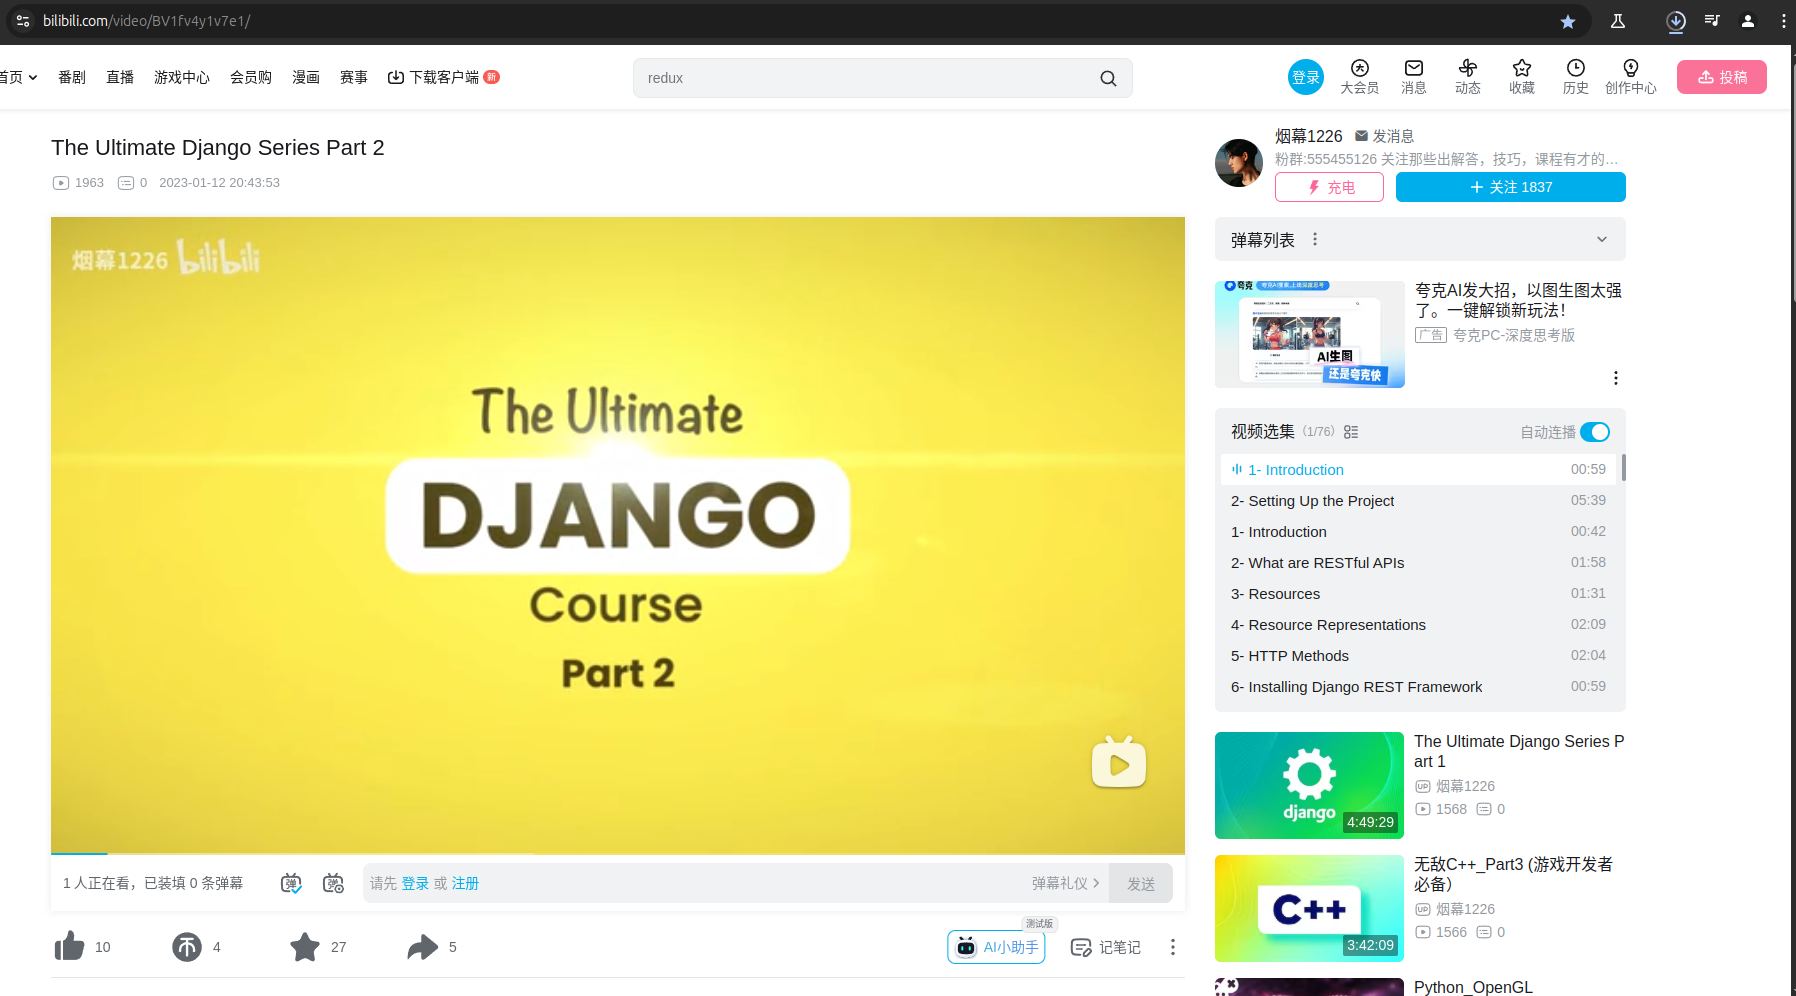 bilibili.com/video/BV1fv4y1v7e1/
首页
番剧
直播
游戏中心
会员购
漫画
赛事
下载客户端
新
redux
登录
大会员
消息
动态
收藏
历史
创作中心
投稿
The Ultimate Django Series Part 2
1963 0 2023-01-12 20:43:53
烟幕1226 bilibili
The Ultimate
DJANGO
Course
Part 2
1 人正在看，已装填 0 条弹幕
弹
弹
请先 登录 或 注册
弹幕礼仪
发送
10
4
27
5
测试版
AI小助手
记笔记
烟幕1226 发消息
粉群:555455126 关注那些出解答，技巧，课程有才的…
充电
关注 1837
弹幕列表
夸克
AI生图
还是夸克快
夸克AI发大招，以图生图太强
了。一键解锁新玩法！
广告 夸克PC-深度思考版
视频选集 （1/76）
自动连播
1- Introduction 00:59
2- Setting Up the Project 05:39
1- Introduction 00:42
2- What are RESTful APIs 01:58
3- Resources 01:31
4- Resource Representations 02:09
5- HTTP Methods 02:04
6- Installing Django REST Framework 00:59
django
4:49:29
The Ultimate Django Series P
art 1
UP 烟幕1226
1568 0
C++
3:42:09
无敌C++_Part3 (游戏开发者
必备）
UP 烟幕1226
1566 0
Python_OpenGL